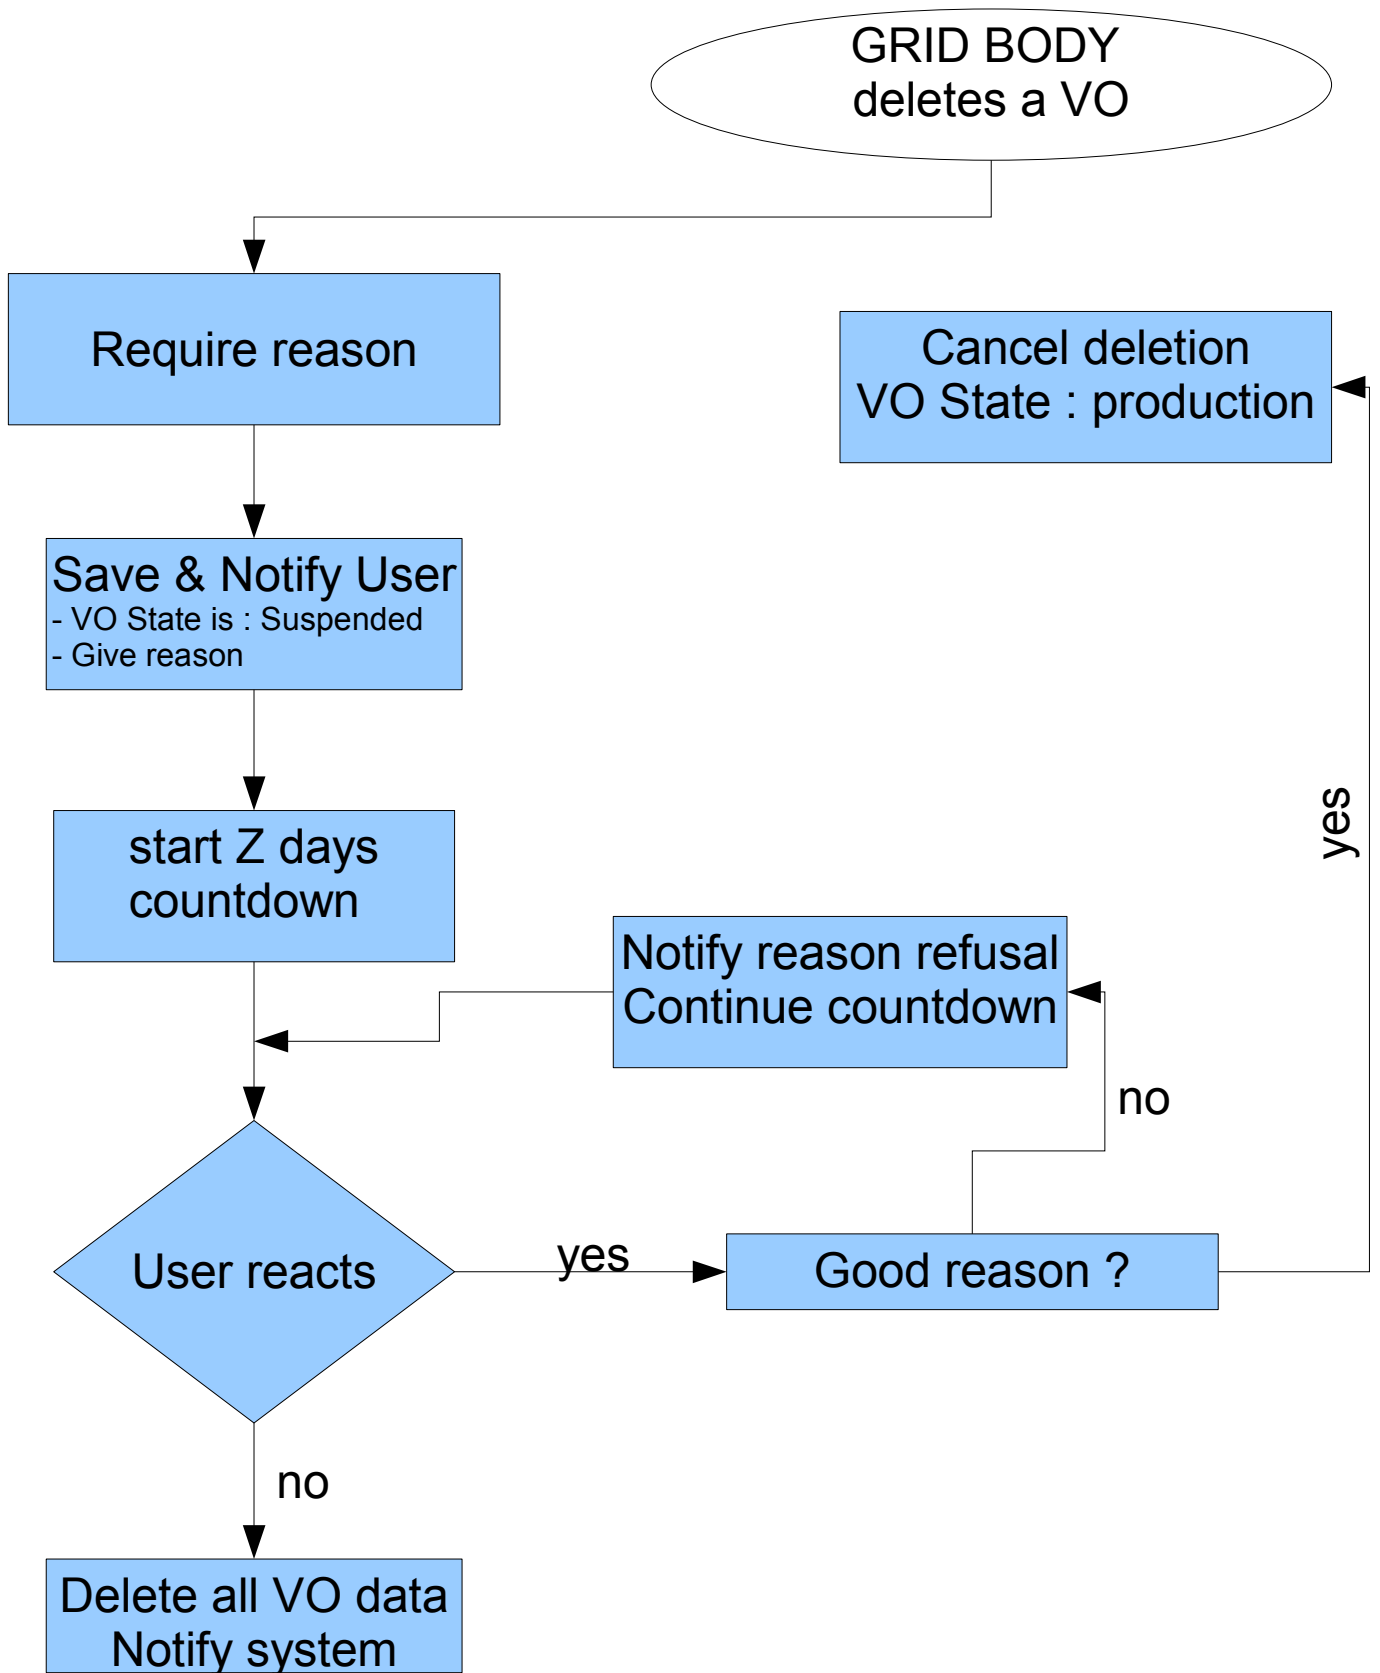 GRID BODY
deletes a VO
Require reason
Cancel deletion
VO State : production
Save & Notify User
- VO State is : Suspended
- Give reason
start Z days
countdown
yes
Notify reason refusal
Continue countdown
no
User reacts
yes
Good reason ?
no
Delete all VO data
Notify system